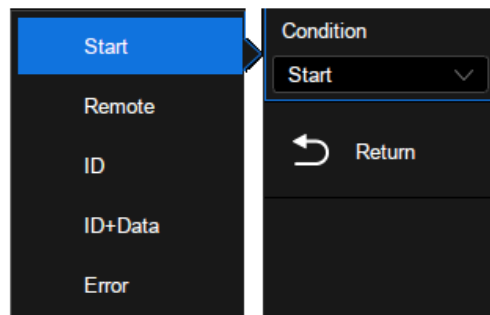 Start
Remote
ID
ID+Data
Error
Condition
Start
Return